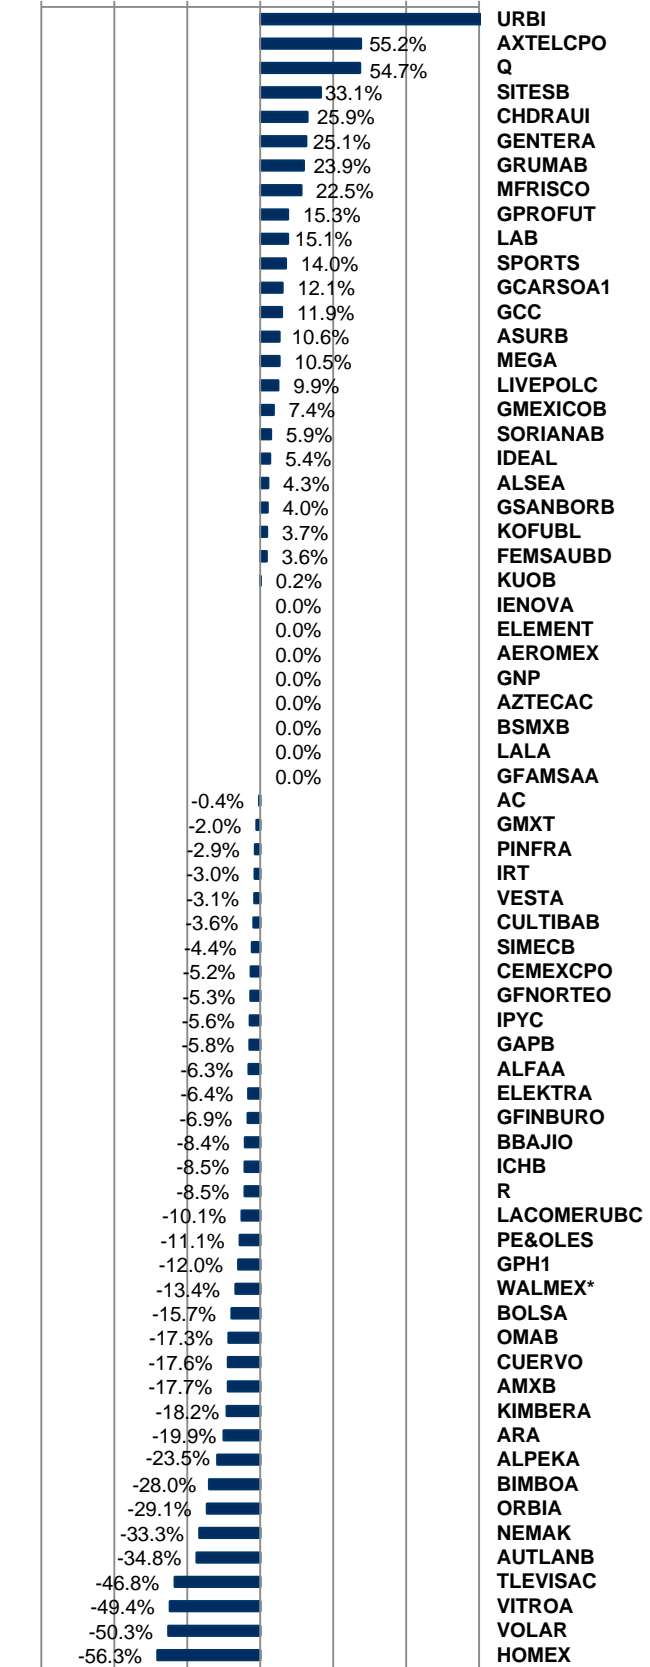 URBI
55.2% AXTELCPO
54.7% Q
33.1% SITESB
25.9% CHDRAUI
25.1% GENTERA
23.9% GRUMAB
22.5% MFRISCO
15.3% GPROFUT
15.1% LAB
14.0% SPORTS
12.1% GCARSOA1
11.9% GCC
10.6% ASURB
10.5% MEGA
9.9% LIVEPOLC
7.4% GMEXICOB
5.9% SORIANAB
5.4% IDEAL
4.3% ALSEA
4.0% GSANBORB
3.7% KOFUBL
3.6% FEMSAUBD
0.2% KUOB
0.0% IENOVA
0.0% ELEMENT
0.0% AEROMEX
0.0% GNP
0.0% AZTECAC
0.0% BSMXB
0.0% LALA
0.0% GFAMSAA
-0.4% AC
-2.0% GMXT
-2.9% PINFRA
-3.0% IRT
-3.1% VESTA
-3.6% CULTIBAB
-4.4% SIMECB
-5.2% CEMEXCPO
-5.3% GFNORTEO
-5.6% IPYC
-5.8% GAPB
-6.3% ALFAA
-6.4% ELEKTRA
-6.9% GFINBURO
-8.4% BBAJIO
-8.5% ICHB
-8.5% R
-10.1% LACOMERUBC
-11.1% PE&OLES
-12.0% GPH1
-13.4% WALMEX*
-15.7% BOLSA
-17.3% OMAB
-17.6% CUERVO
-17.7% AMXB
-18.2% KIMBERA
-19.9% ARA
-23.5% ALPEKA
-28.0% BIMBOA
-29.1% ORBIA
-33.3% NEMAK
-34.8% AUTLANB
-46.8% TLEVISAC
-49.4% VITROA
-50.3% VOLAR
-56.3% HOMEX